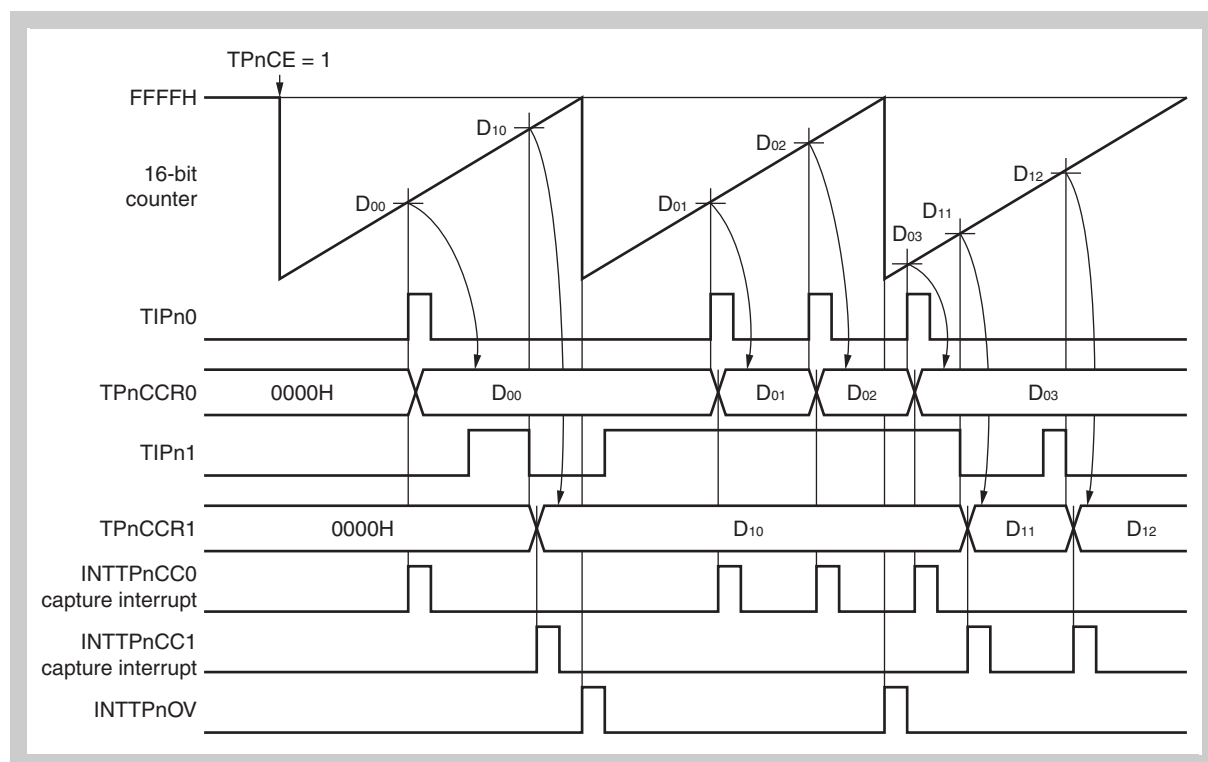 TPnCE = 1
FFFFH
16-bit
counter
D00
D10
D01
D02
D03
D11
D12
TIPn0
TPnCCR0
0000H
D00
D01
D02
D03
TIPn1
TPnCCR1
0000H
D10
D11
D12
INTTPnCC0
capture interrupt
INTTPnCC1
capture interrupt
INTTPnOV